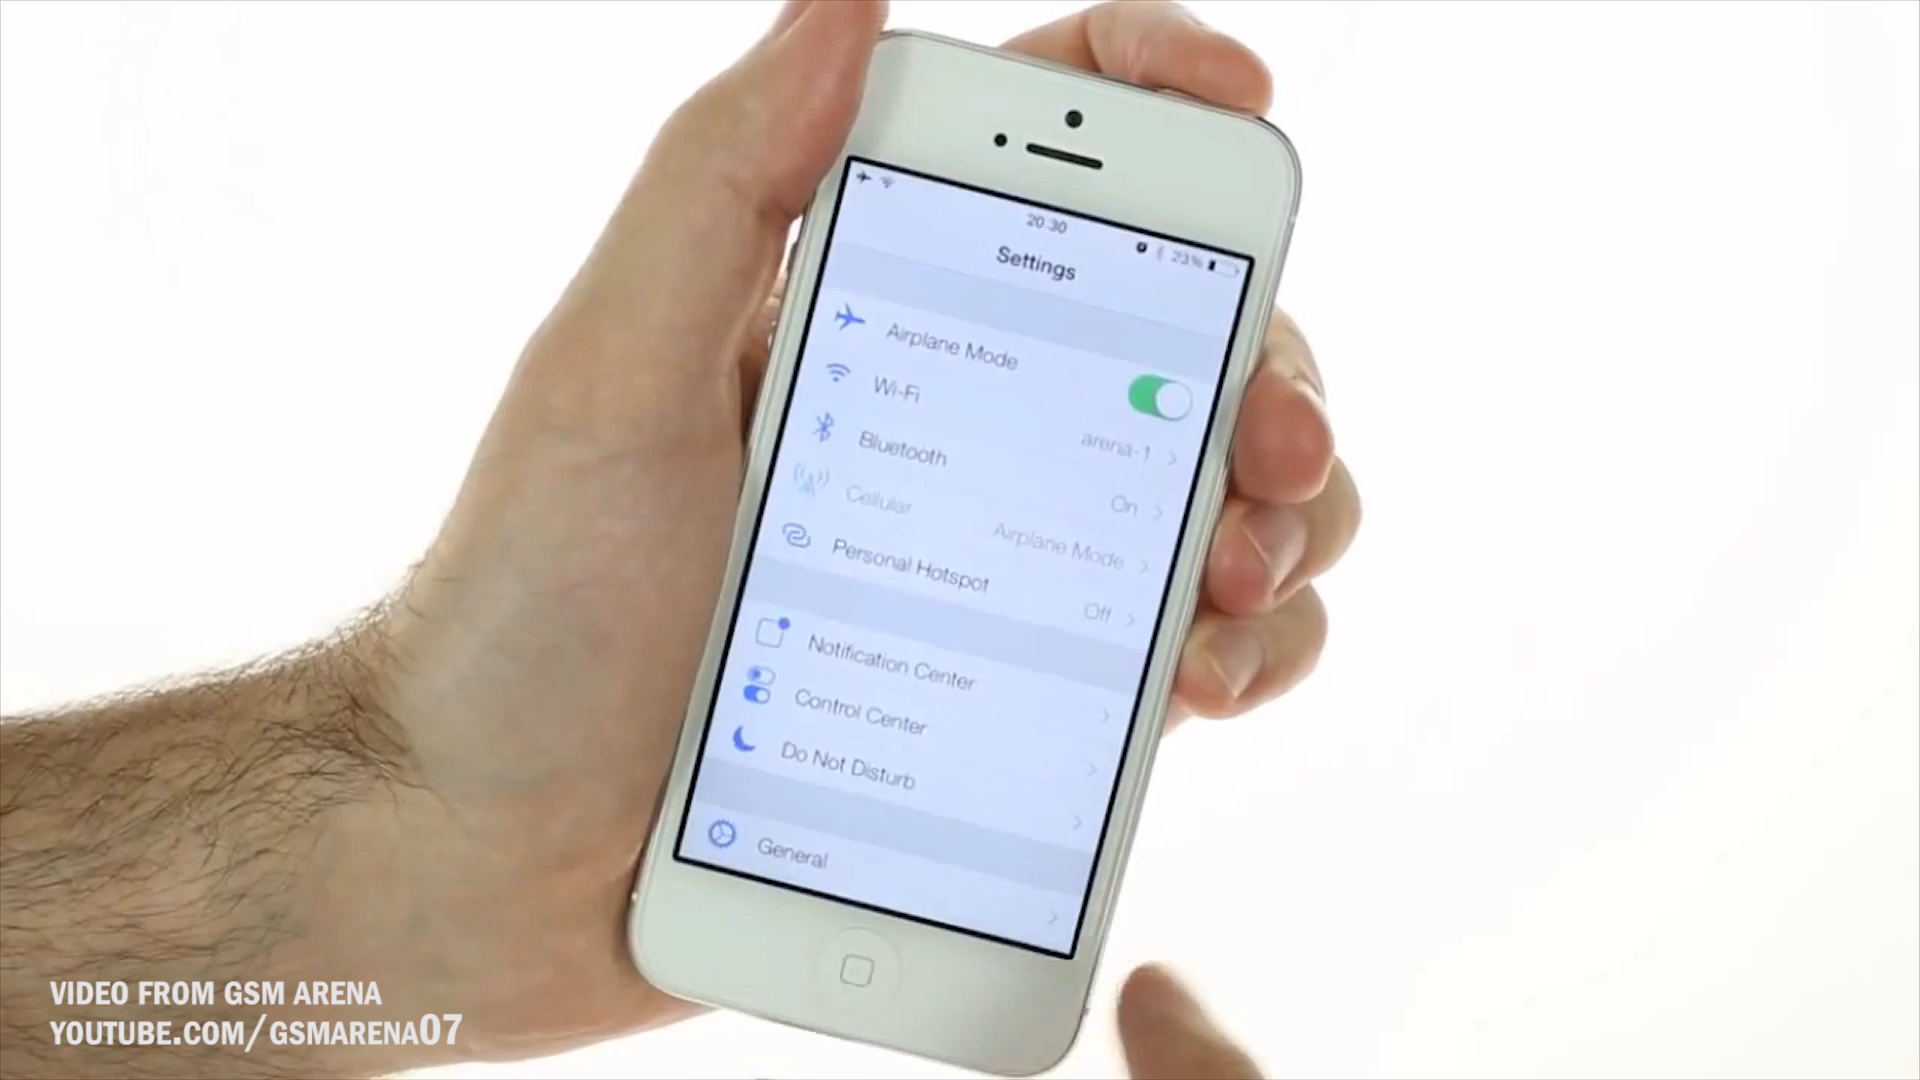 20.30
23%
Settings
Airplane Mode
Wi-Fi arena-1
Bluetooth On
Cellular Airplane Mode
Personal Hotspot Off
Notification Center
Control Center
Do Not Disturb
General
VIDEO FROM GSM ARENA
YOUTUBE.COM/GSMARENA07